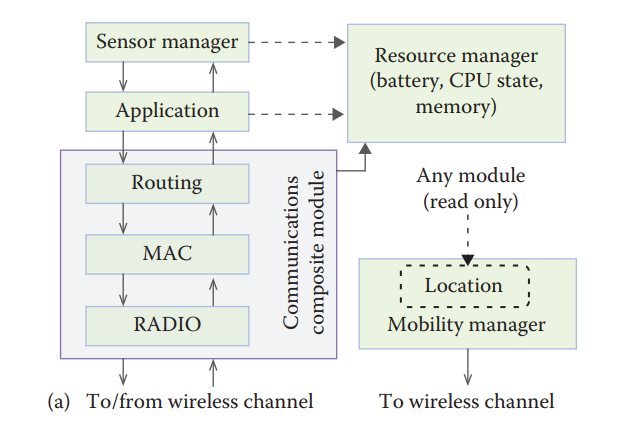 Sensor manager
Application
Routing
MAC
RADIO
Communications
composite module
Resource manager
(battery, CPU state,
memory)
Any module
(read only)
Location
Mobility manager
(a) To/from wireless channel
To wireless channel